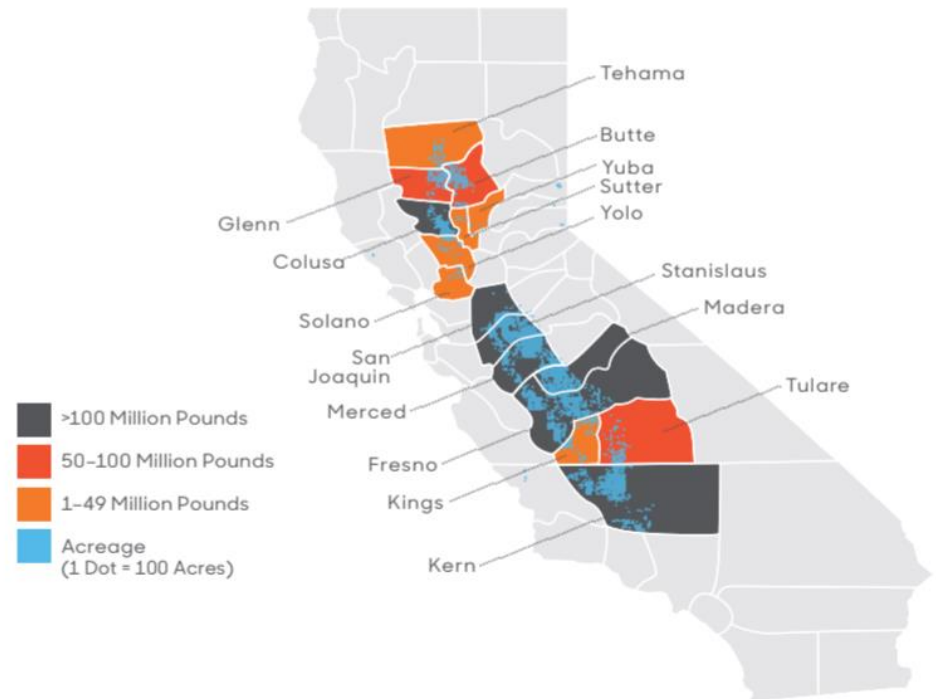 Tehama
Butte
Yuba
Sutter
Yolo
Glenn
Colusa
Stanislaus
Madera
Solano
San
Joaquin
Tulare
Merced
>100 Million Pounds
50–100 Million Pounds
Fresno
1–49 Million Pounds
Kings
Acreage
(1 Dot = 100 Acres)
Kern